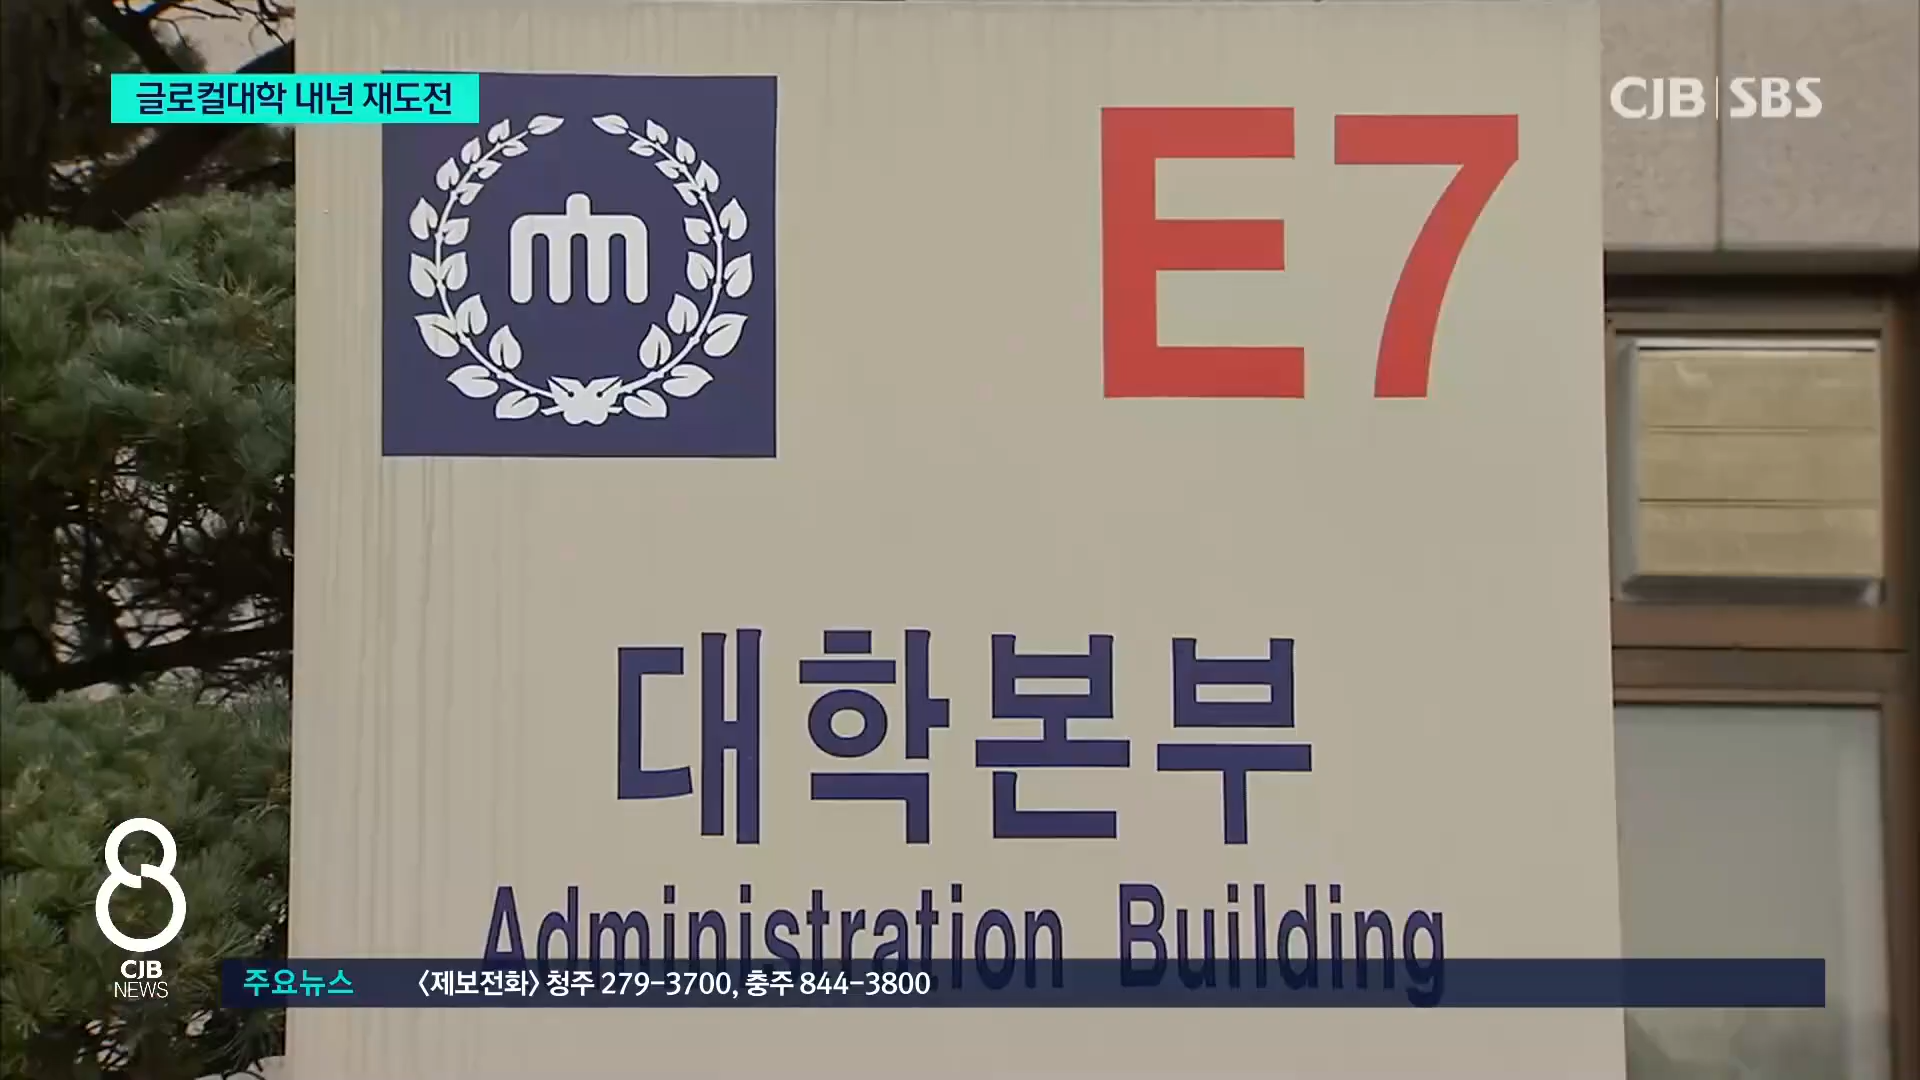 글로컬대학 내년 재도전
CJB SBS
E7
대학본부
Administration Building
8
CJB
NEWS
주요뉴스 〈제보전화〉 청주 279-3700, 충주 844-3800